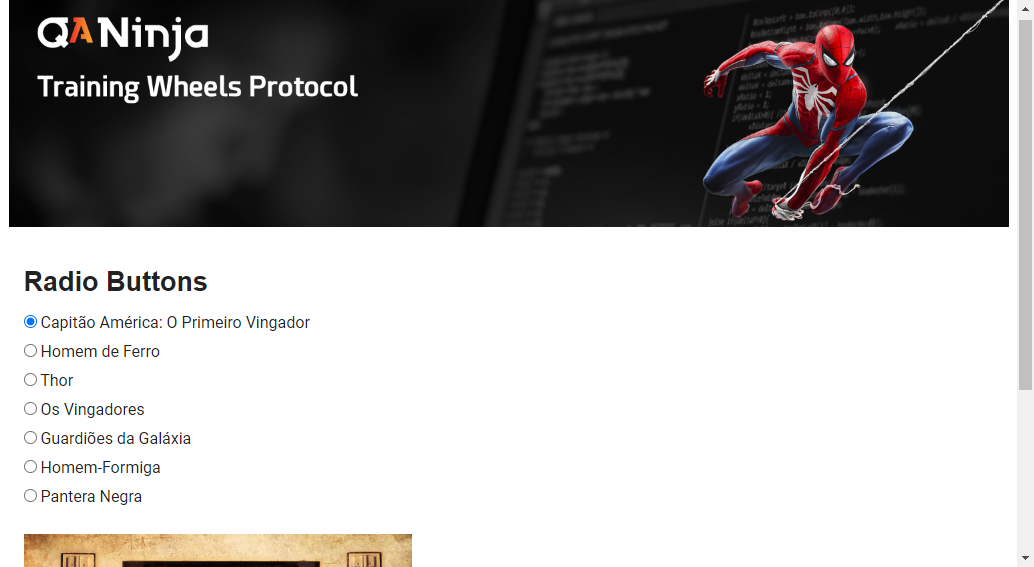 QANinja
Training Wheels Protocol
Radio Buttons
Capitão América: O Primeiro Vingador
Homem de Ferro
Thor
Os Vingadores
Guardiões da Galáxia
Homem-Formiga
Pantera Negra